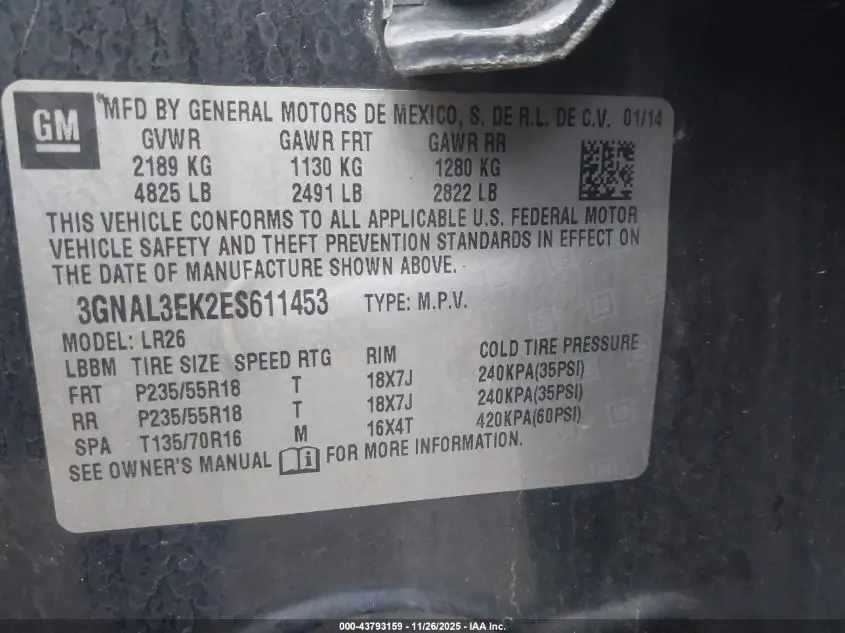 GM
MFD BY GENERAL MOTORS DE MEXICO, S. DE R.L. DE C.V. 01/14
GVWR GAWR FRT GAWR RR
2189 KG 1130 KG 1280 KG
4825 LB 2491 LB 2822 LB
THIS VEHICLE CONFORMS TO ALL APPLICABLE U.S. FEDERAL MOTOR
VEHICLE SAFETY AND THEFT PREVENTION STANDARDS IN EFFECT ON
THE DATE OF MANUFACTURE SHOWN ABOVE.
3GNAL3EK2ES611453 TYPE: M.P.V.
MODEL: LR26
LBBM TIRE SIZE SPEED RTG RIM COLD TIRE PRESSURE
FRT P235/55R18 T 18X7J 240KPA(35PSI)
RR P235/55R18 T 18X7J 240KPA(35PSI)
SPA T135/70R16 M 16X4T 420KPA(60PSI)
SEE OWNER'S MANUAL i FOR MORE INFORMATION.
000-43793159 - 11/26/2025 - IAA Inc.